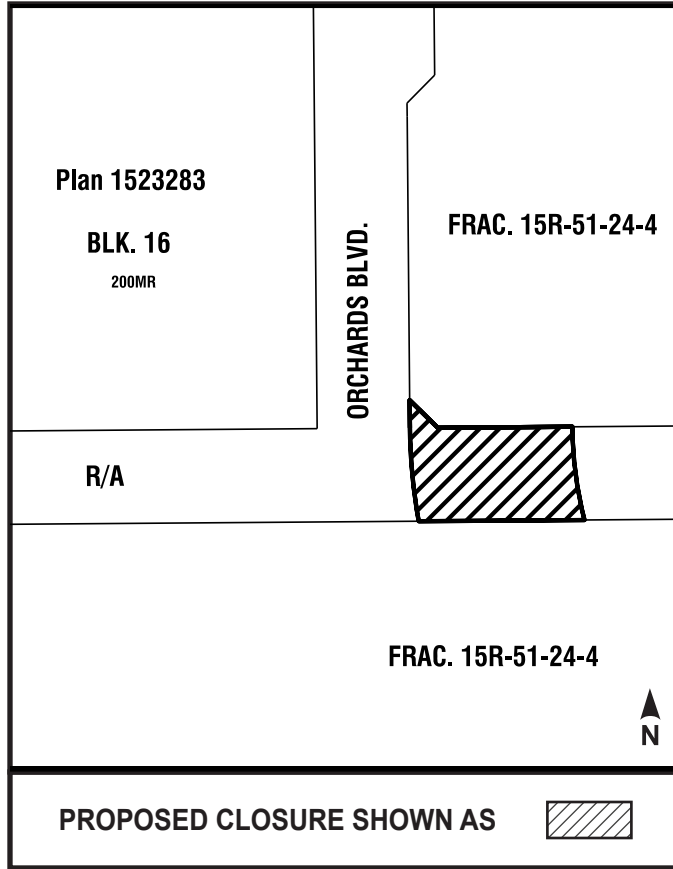 Plan 1523283
BLK. 16
200MR
ORCHARDS BLVD.
FRAC. 15R-51-24-4
R/A
FRAC. 15R-51-24-4
N
PROPOSED CLOSURE SHOWN AS